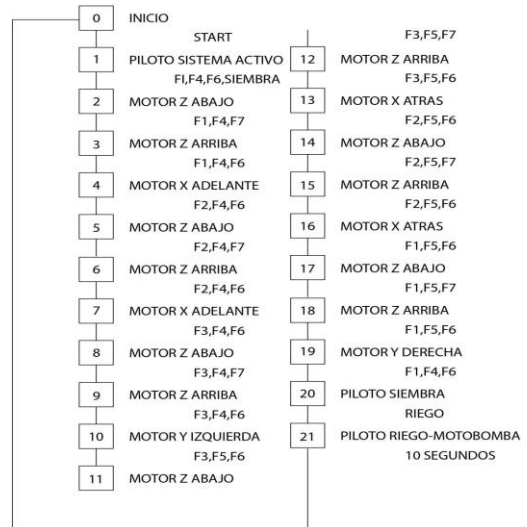 0 INICIO
START
1 PILOTO SISTEMA ACTIVO
FI,F4,F6,SIEMBRA
2 MOTOR Z ABAJO
F1,F4,F7
3 MOTOR Z ARRIBA
F1,F4,F6
4 MOTOR X ADELANTE
F2,F4,F6
5 MOTOR Z ABAJO
F2,F4,F7
6 MOTOR Z ARRIBA
F2,F4,F6
7 MOTOR X ADELANTE
F3,F4,F6
8 MOTOR Z ABAJO
F3,F4,F7
9 MOTOR Z ARRIBA
F3,F4,F6
10 MOTOR Y IZQUIERDA
F3,F5,F6
11 MOTOR Z ABAJO
F3,F5,F7
12 MOTOR Z ARRIBA
F3,F5,F6
13 MOTOR X ATRAS
F2,F5,F6
14 MOTOR Z ABAJO
F2,F5,F7
15 MOTOR Z ARRIBA
F2,F5,F6
16 MOTOR X ATRAS
F1,F5,F6
17 MOTOR Z ABAJO
F1,F5,F7
18 MOTOR Z ARRIBA
F1,F5,F6
19 MOTOR Y DERECHA
F1,F4,F6
20 PILOTO SIEMBRA
RIEGO
21 PILOTO RIEGO-MOTOBOMBA
10 SEGUNDOS